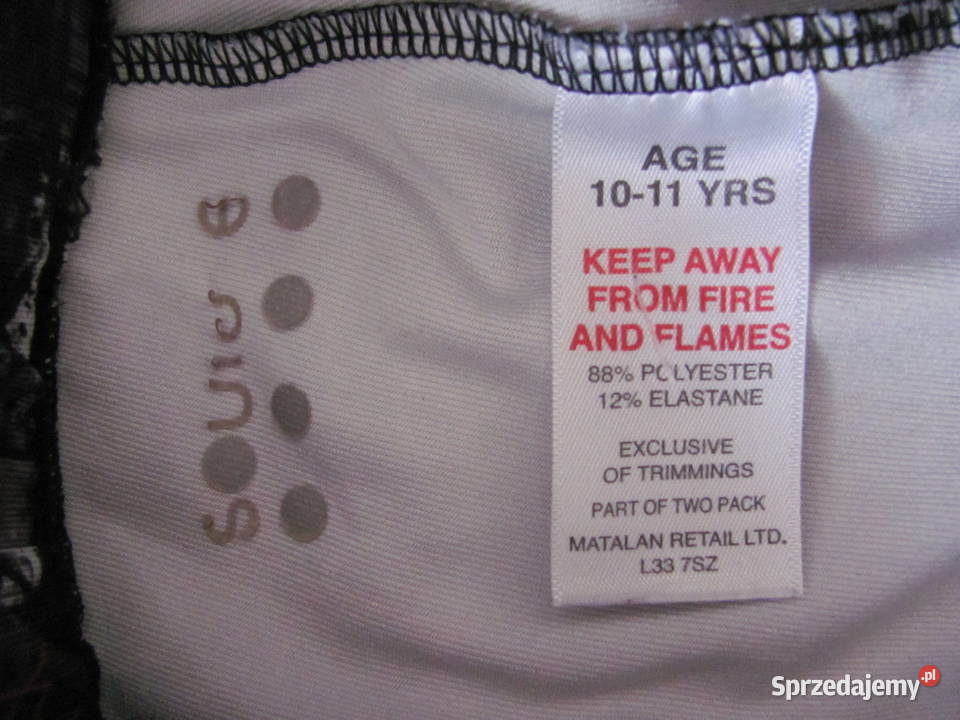 AGE
10-11 YRS
KEEP AWAY
FROM FIRE
AND FLAMES
88% POLYESTER
12% ELASTANE
EXCLUSIVE
OF TRIMMINGS
PART OF TWO PACK
MATALAN RETAIL LTD.
L33 7SZ
Sprzedajemy.pl